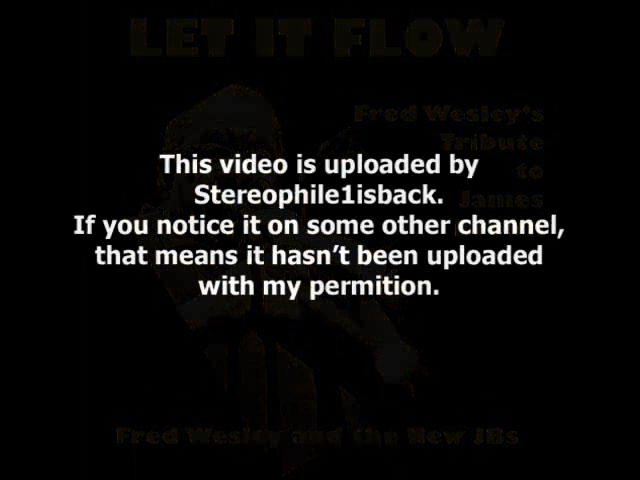 LET IT FLOW
Fred Wesley's
Tribute
to
James
This video is uploaded by
Stereophile1isback.
If you notice it on some other channel,
that means it hasn't been uploaded
with my permition.
Fred Wesley and the New JBs